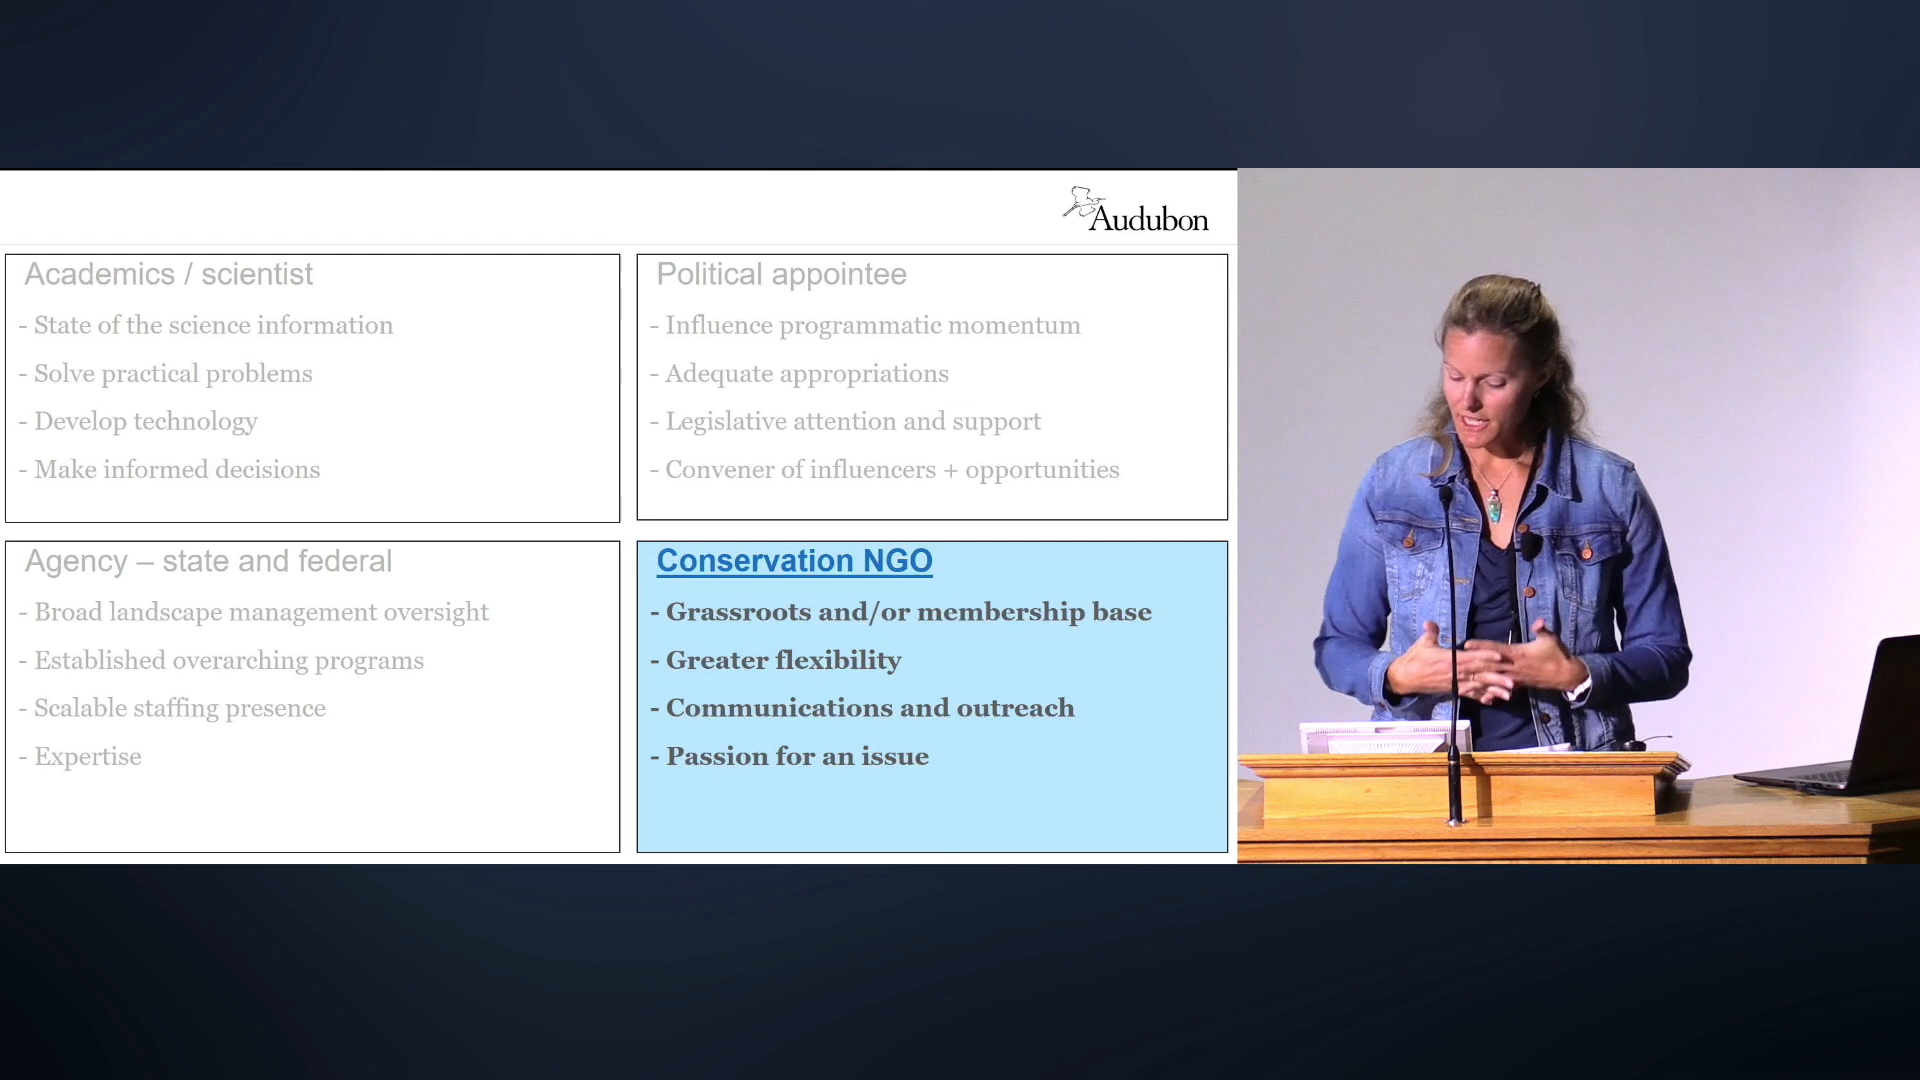 Audubon
Academics / scientist
- State of the science information
- Solve practical problems
- Develop technology
- Make informed decisions
Political appointee
- Influence programmatic momentum
- Adequate appropriations
- Legislative attention and support
- Convener of influencers + opportunities
Agency – state and federal
- Broad landscape management oversight
- Established overarching programs
- Scalable staffing presence
- Expertise
Conservation NGO
- Grassroots and/or membership base
- Greater flexibility
- Communications and outreach
- Passion for an issue